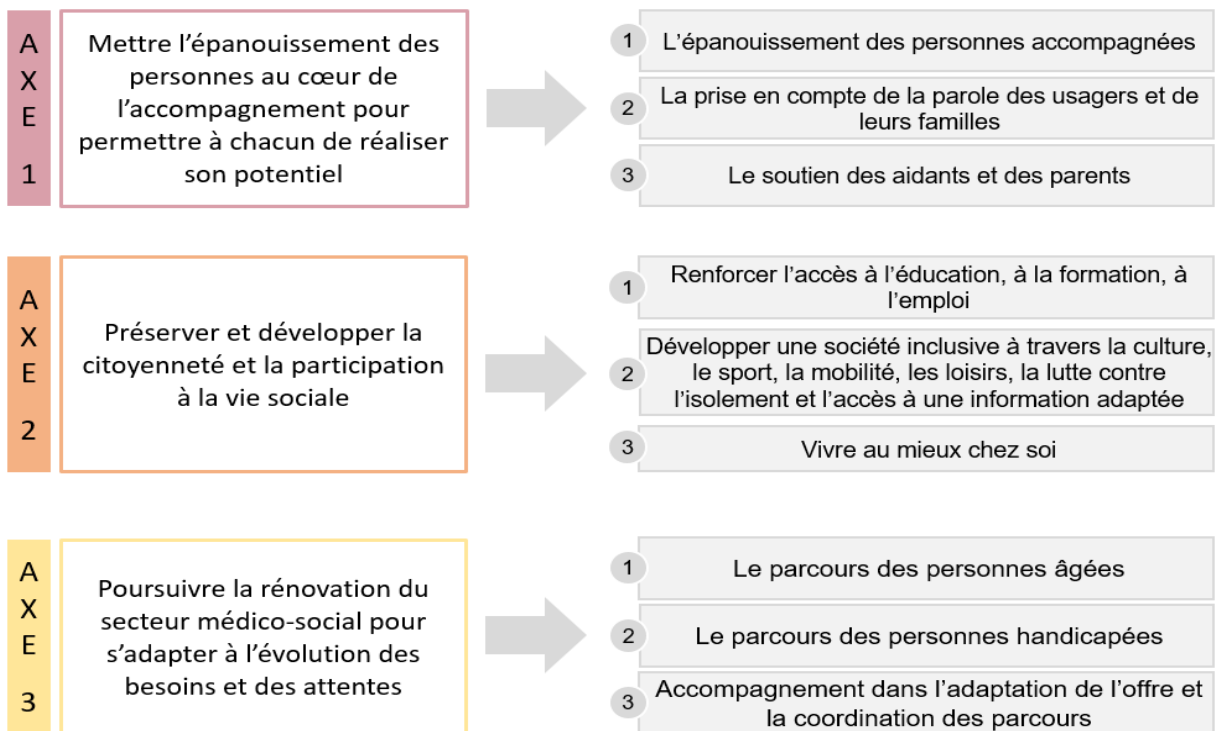 AXE 1
Mettre l’épanouissement des
personnes au cœur de
l’accompagnement pour
permettre à chacun de réaliser
son potentiel
1 L’épanouissement des personnes accompagnées
2 La prise en compte de la parole des usagers et de
leurs familles
3 Le soutien des aidants et des parents
AXE 2
Préserver et développer la
citoyenneté et la participation
à la vie sociale
1 Renforcer l’accès à l’éducation, à la formation, à
l’emploi
2 Développer une société inclusive à travers la culture,
le sport, la mobilité, les loisirs, la lutte contre
l’isolement et l’accès à une information adaptée
3 Vivre au mieux chez soi
AXE 3
Poursuivre la rénovation du
secteur médico-social pour
s’adapter à l’évolution des
besoins et des attentes
1 Le parcours des personnes âgées
2 Le parcours des personnes handicapées
3 Accompagnement dans l’adaptation de l’offre et
la coordination des parcours